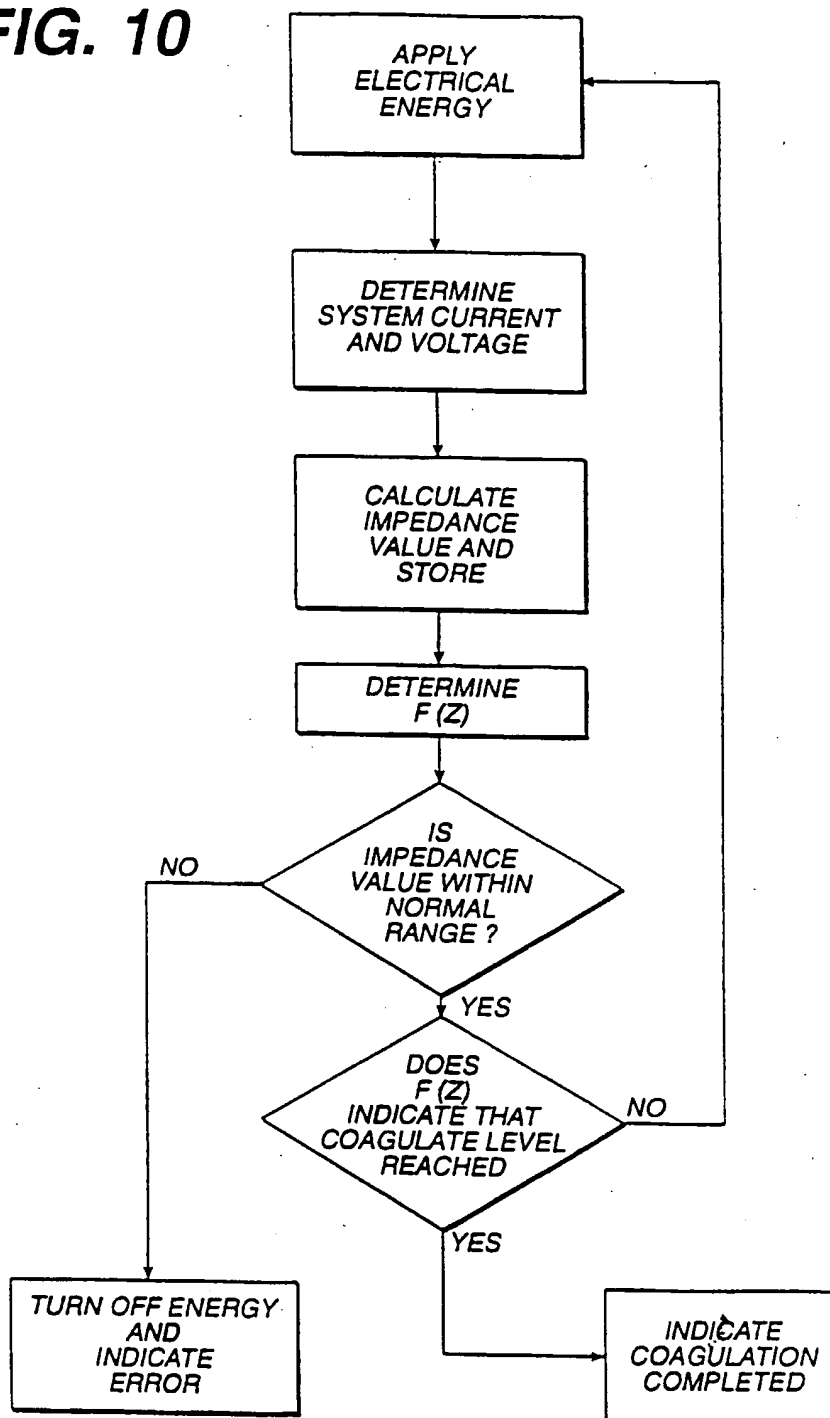 FIG. 10
APPLY
ELECTRICAL
ENERGY
DETERMINE
SYSTEM CURRENT
AND VOLTAGE
CALCULATE
IMPEDANCE
VALUE AND
STORE
DETERMINE
F (Z)
IS
IMPEDANCE
VALUE WITHIN
NORMAL
RANGE ?
NO
YES
DOES
F (Z)
INDICATE THAT
COAGULATE LEVEL
REACHED
NO
YES
TURN OFF ENERGY
AND
INDICATE
ERROR
INDICATE
COAGULATION
COMPLETED